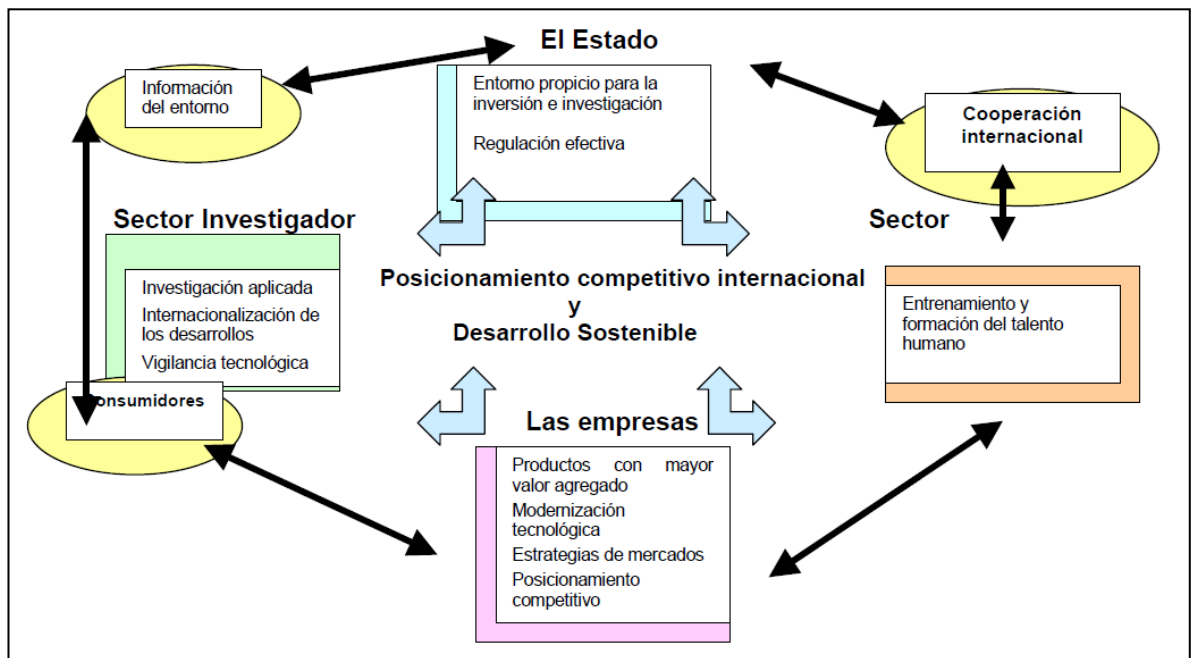 El Estado
Información
del entorno
Entorno propicio para la
inversión e investigación
Regulación efectiva
Cooperación
internacional
Sector Investigador
Investigación aplicada
Internacionalización de
los desarrollos
Vigilancia tecnológica
Posicionamiento competitivo internacional
y
Desarrollo Sostenible
Sector
Entrenamiento y
formación del talento
humano
Consumidores
Las empresas
Productos con mayor
valor agregado
Modernización
tecnológica
Estrategias de mercados
Posicionamiento
competitivo